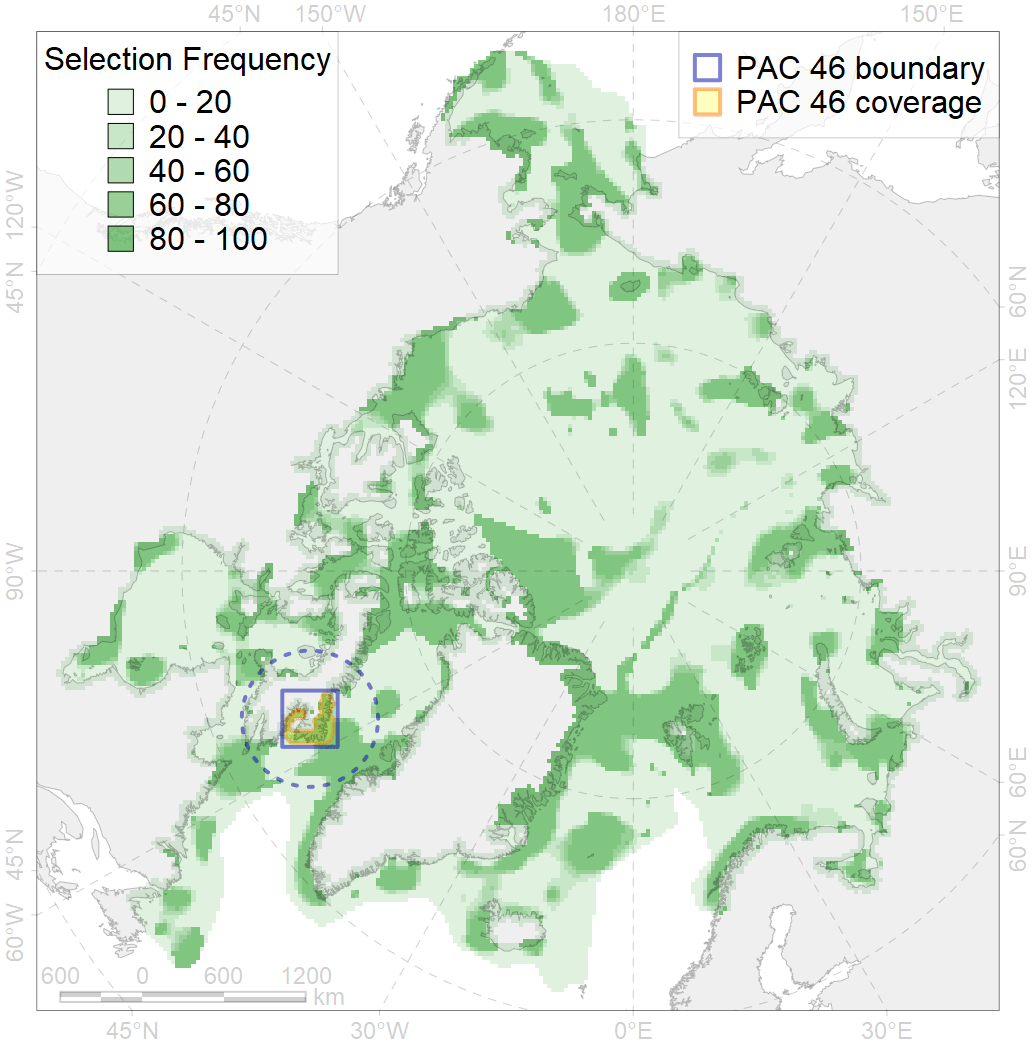 45°N 150°W 180°E 150°E
Selection Frequency
0 - 20
20 - 40
40 - 60
60 - 80
80 - 100
PAC 46 boundary
PAC 46 coverage
120°W
45°N
90°W
45°N
60°W
60°N
120°E
90°E
60°E
60°N
600 0 600 1200
km
45°N 30°W 0°E 30°E